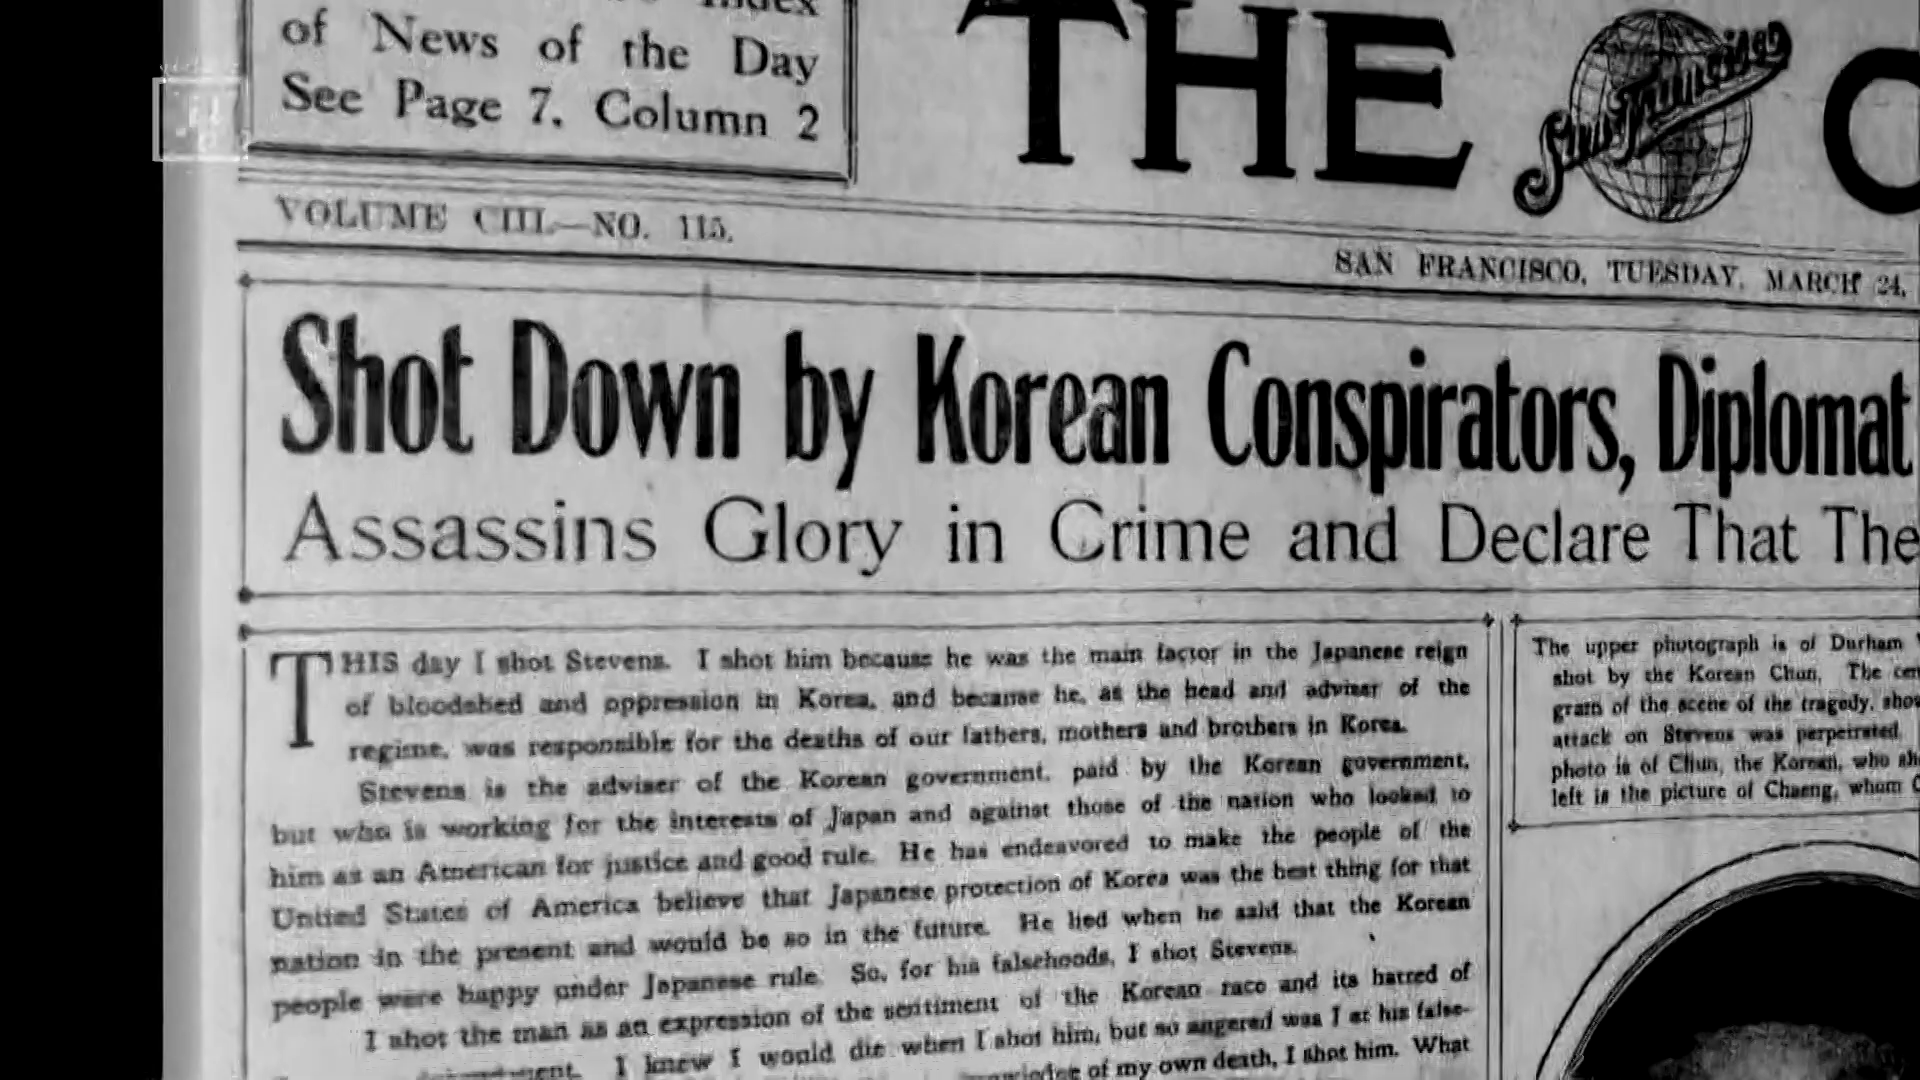 of News of the Day
See Page 7. Column 2
THE
San Francisco
VOLUME CIII.—NO. 115.
SAN FRANCISCO, TUESDAY, MARCH 24,
Shot Down by Korean Conspirators, Diplomat
Assassins Glory in Crime and Declare That The
THIS day I shot Stevens. I shot him because he was the main factor in the Japanese reign
of bloodshed and oppression in Korea, and because he, as the head and adviser of the
regime, was responsible for the deaths of our fathers, mothers and brothers in Korea.
Stevens is the adviser of the Korean government, paid by the Korean government,
but who is working for the interests of Japan and against those of the nation who looked to
him as an American for justice and good rule. He has endeavored to make the people of the
United States of America believe that Japanese protection of Korea was the best thing for that
nation in the present and would be so in the future. He lied when he said that the Korean
people were happy under Japanese rule. So, for his falsehoods, I shot Stevens.
I shot the man as an expression of the sentiment of the Korean race and its hatred of
I knew I would die when I shot him, but so angered was I at his false-
of my own death, I shot him. What
The upper photograph is of Durham
shot by the Korean Chun. The cen
gram of the scene of the tragedy, sho
attack on Stevens was perpetrated.
photo is of Chun, the Korean, who sh
left is the picture of Chaeng, whom C